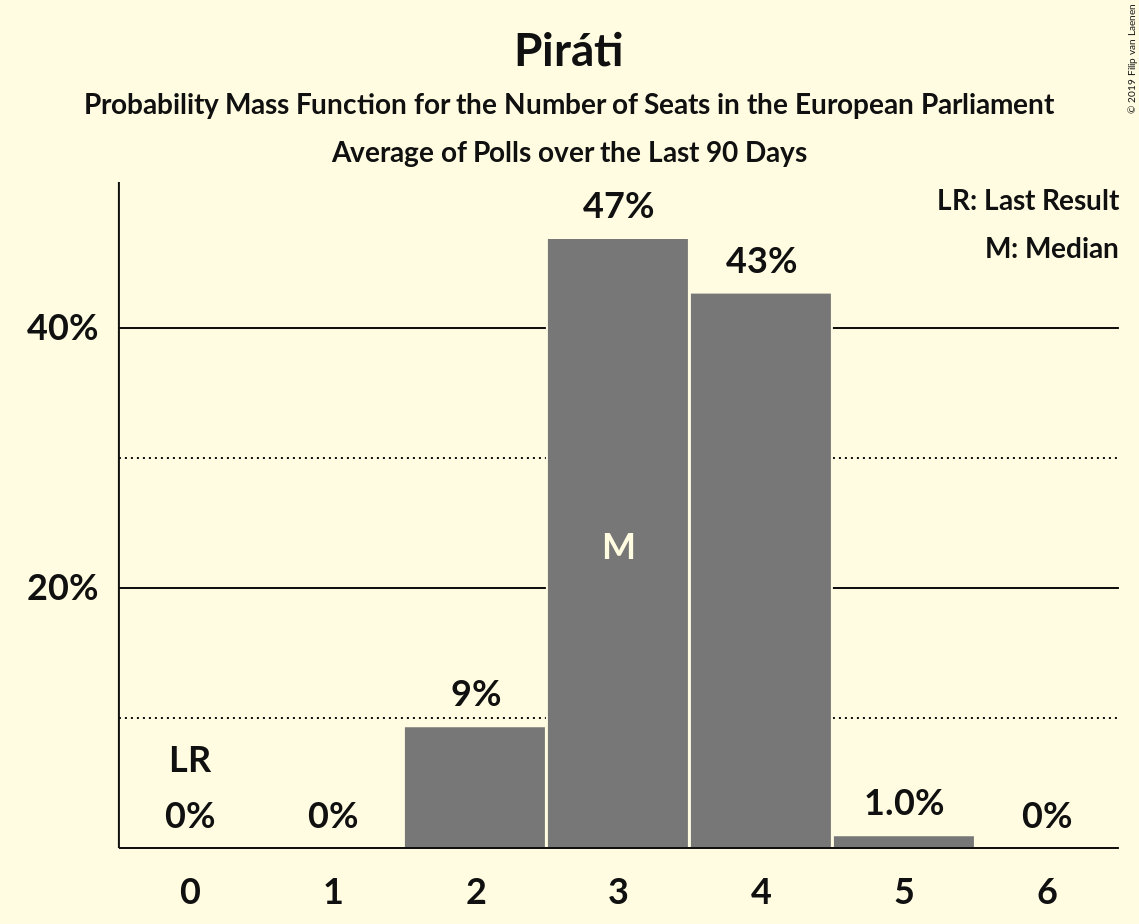 Piráti
Probability Mass Function for the Number of Seats in the European Parliament
Average of Polls over the Last 90 Days
© 2019 Filip van Laenen
LR: Last Result
M: Median
47%
43%
40%
M
20%
9%
LR
0%
0%
1.0%
0%
0
1
2
3
4
5
6